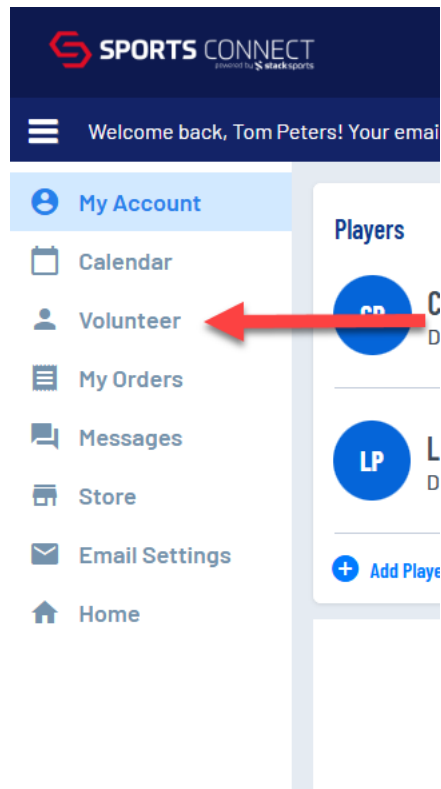 SPORTS CONNECT
powered by stacksports
Welcome back, Tom Peters! Your emai
My Account
Calendar
Volunteer
My Orders
Messages
Store
Email Settings
Home
Players
C
D
LP
L
D
Add Playe